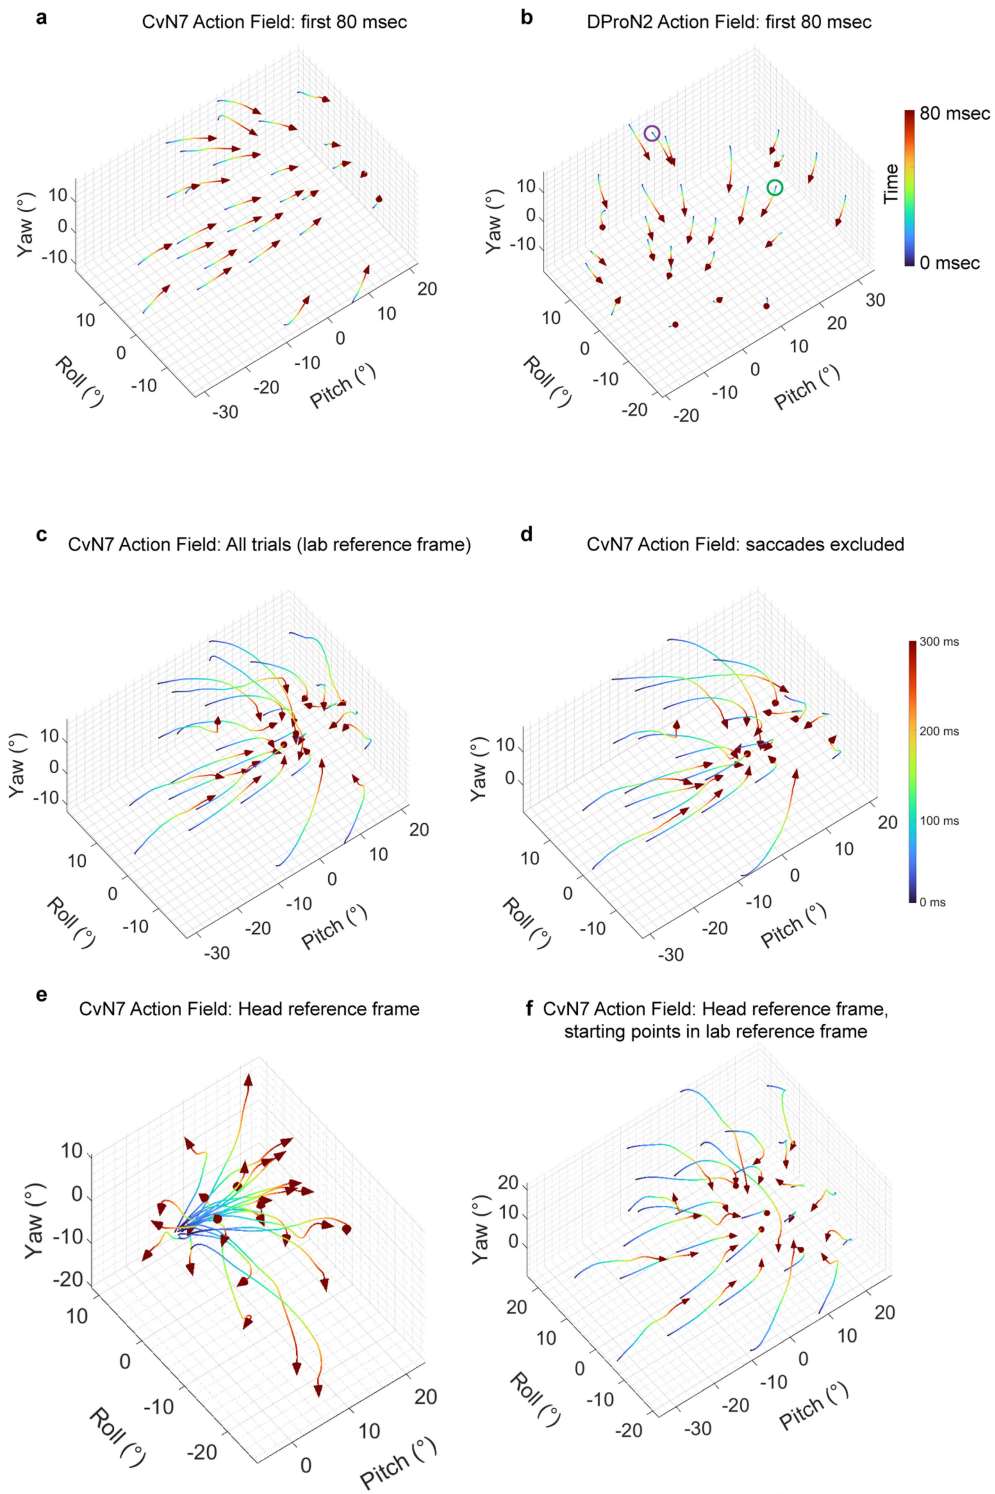 a
CvN7 Action Field: first 80 msec
10
0
-10
Yaw (°)
10
0
-10
Roll (°)
-30
-20
-10
0
10
20
Pitch (°)
b
DProN2 Action Field: first 80 msec
10
0
-10
Yaw (°)
10
0
-10
-20
Roll (°)
-20
-10
0
10
20
30
Pitch (°)
80 msec
Time
0 msec
c
CvN7 Action Field: All trials (lab reference frame)
10
0
-10
Yaw (°)
10
0
-10
Roll (°)
-30
-20
-10
0
10
20
Pitch (°)
d
CvN7 Action Field: saccades excluded
10
0
Yaw (°)
10
0
-10
Roll (°)
-30
-20
-10
0
10
20
Pitch (°)
300 ms
200 ms
100 ms
0 ms
e
CvN7 Action Field: Head reference frame
10
0
-10
-20
Yaw (°)
10
0
-10
-20
Roll (°)
0
10
20
Pitch (°)
f
CvN7 Action Field: Head reference frame,
starting points in lab reference frame
20
10
0
Yaw (°)
20
10
0
-10
-20
Roll (°)
-30
-20
-10
0
10
20
Pitch (°)